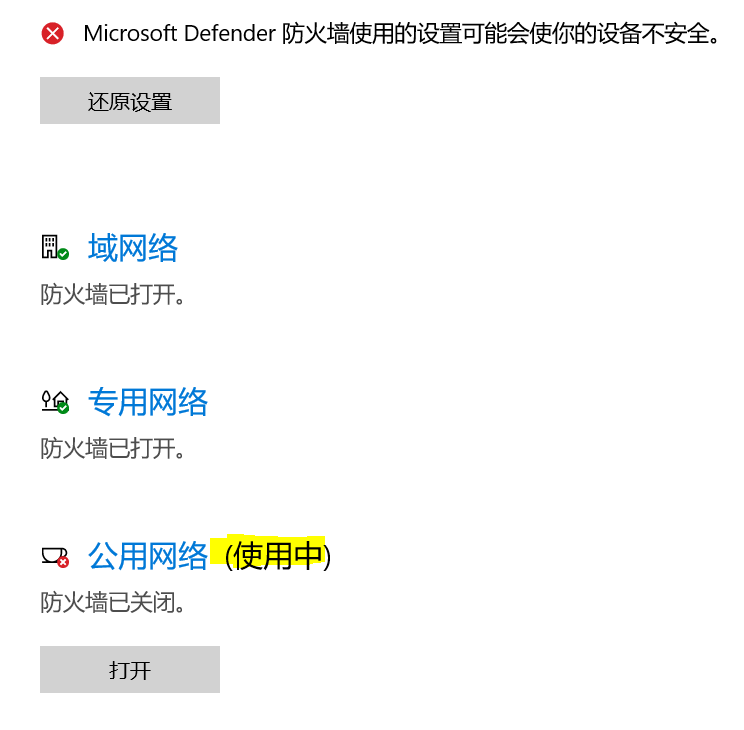 Microsoft Defender 防火墙使用的设置可能会使你的设备不安全。
还原设置
域网络
防火墙已打开。
专用网络
防火墙已打开。
公用网络 (使用中)
防火墙已关闭。
打开